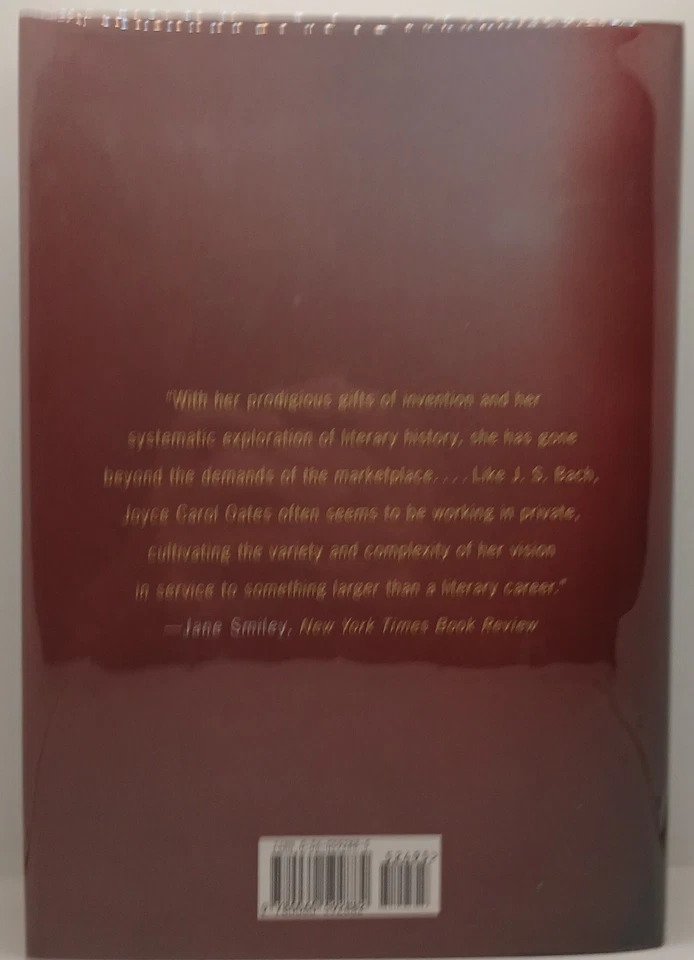 "With her prodigious gifts of invention and her
systematic exploration of literary history, she has gone
beyond the demands of the marketplace.... Like J. S. Bach,
Joyce Carol Oates often seems to be working in private,
cultivating the variety and complexity of her vision
in service to something larger than a literary career."
—Jane Smiley, New York Times Book Review
ISBN